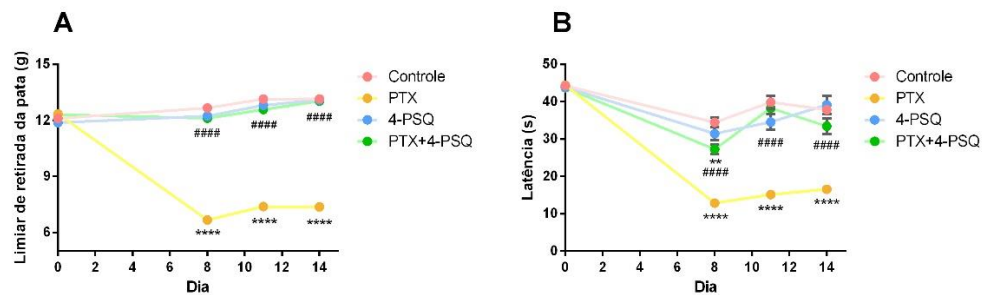 A
Limiar de retirada da pata (g)
15
12
9
6
0 2 4 6 8 10 12 14
Dia
####
####
####
****
****
****
Controle
PTX
4-PSQ
PTX+4-PSQ
B
Latência (s)
50
40
30
20
10
0
0 2 4 6 8 10 12 14
Dia
**
####
####
####
****
****
****
Controle
PTX
4-PSQ
PTX+4-PSQ